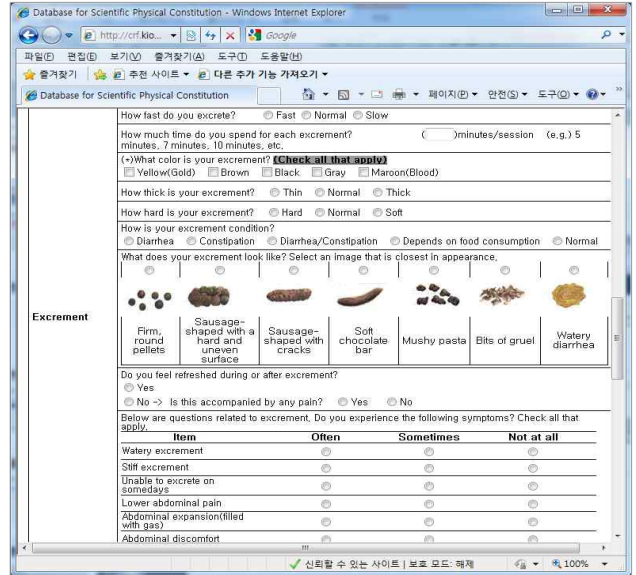 Database for Scientific Physical Constitution - Windows Internet Explorer
http://crf.kio...
Google
파일(F) 편집(E) 보기(V) 즐겨찾기(A) 도구(T) 도움말(H)
즐겨찾기 추천 사이트 다른 추가 기능 가져오기
Database for Scientific Physical Constitution 페이지(P) 안전(S) 도구(O)
How fast do you excrete? Fast Normal Slow
How much time do you spend for each excrement? ( )minutes/session (e.g.) 5
minutes, 7 minutes, 10 minutes, etc.
(*)What color is your excrement? (Check all that apply)
Yellow(Gold) Brown Black Gray Maroon(Blood)
How thick is your excrement? Thin Normal Thick
How hard is your excrement? Hard Normal Soft
How is your excrement condition?
Diarrhea Constipation Diarrhea/Constipation Depends on food consumption Normal
What does your excrement look like? Select an image that is closest in appearance.
Excrement
Firm, round pellets
Sausage-shaped with a hard and uneven surface
Sausage-shaped with cracks
Soft chocolate bar
Mushy pasta
Bits of gruel
Watery diarrhea
Do you feel refreshed during or after excrement?
Yes
No -> Is this accompanied by any pain? Yes No
Below are questions related to excrement, Do you experience the following symptoms? Check all that
apply,
Item Often Sometimes Not at all
Watery excrement
Stiff excrement
Unable to excrete on
somedays
Lower abdominal pain
Abdominal expansion(filled
with gas)
Abdominal discomfort
신뢰할 수 있는 사이트 | 보호 모드: 해제 100%